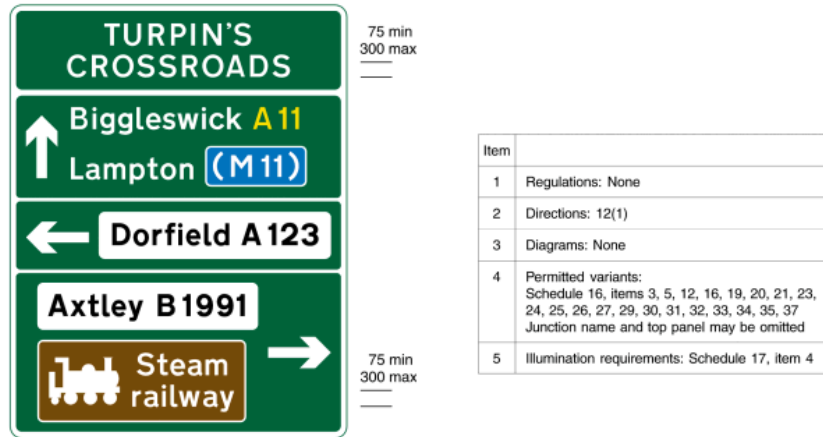 TURPIN'S
CROSSROADS
Biggleswick A11
Lampton (M11)
Dorfield A123
Axtley B1991
Steam
railway
75 min
300 max
75 min
300 max
Item
1 Regulations: None
2 Directions: 12(1)
3 Diagrams: None
4 Permitted variants:
Schedule 16, items 3, 5, 12, 16, 19, 20, 21, 23,
24, 25, 26, 27, 29, 30, 31, 32, 33, 34, 35, 37
Junction name and top panel may be omitted
5 Illumination requirements: Schedule 17, item 4